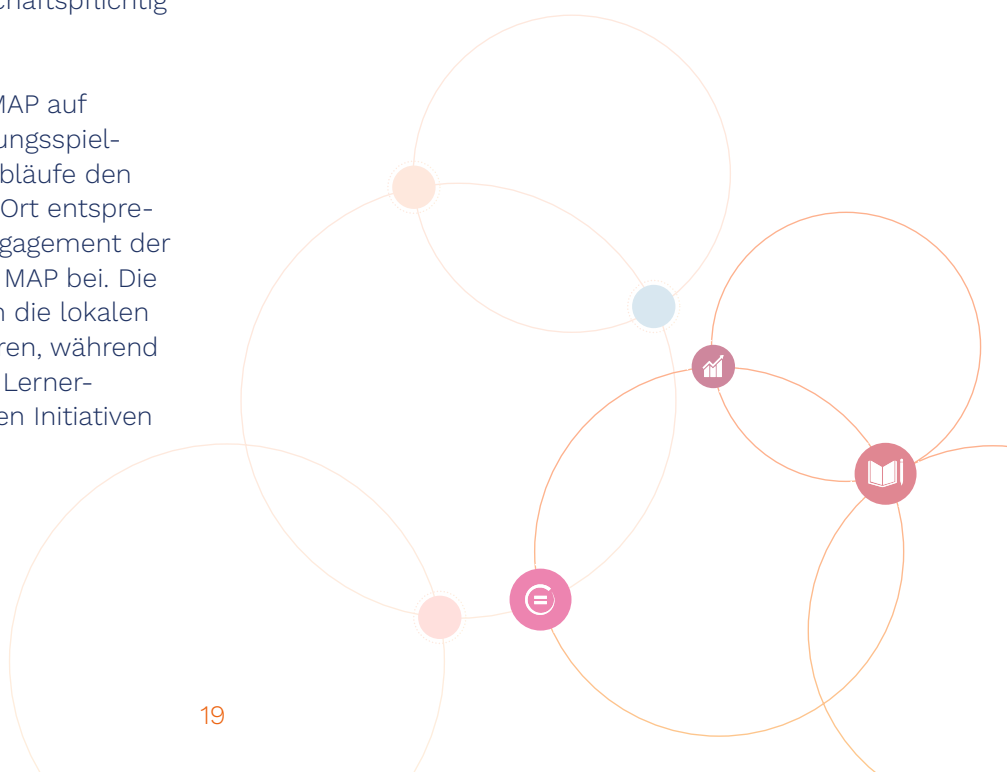 chäftspflichtig
MAP auf
ungsspiel-
bläufe den
Ort entspre-
gagement der
MAP bei. Die
n die lokalen
ren, während
Lerner-
en Initiativen
19